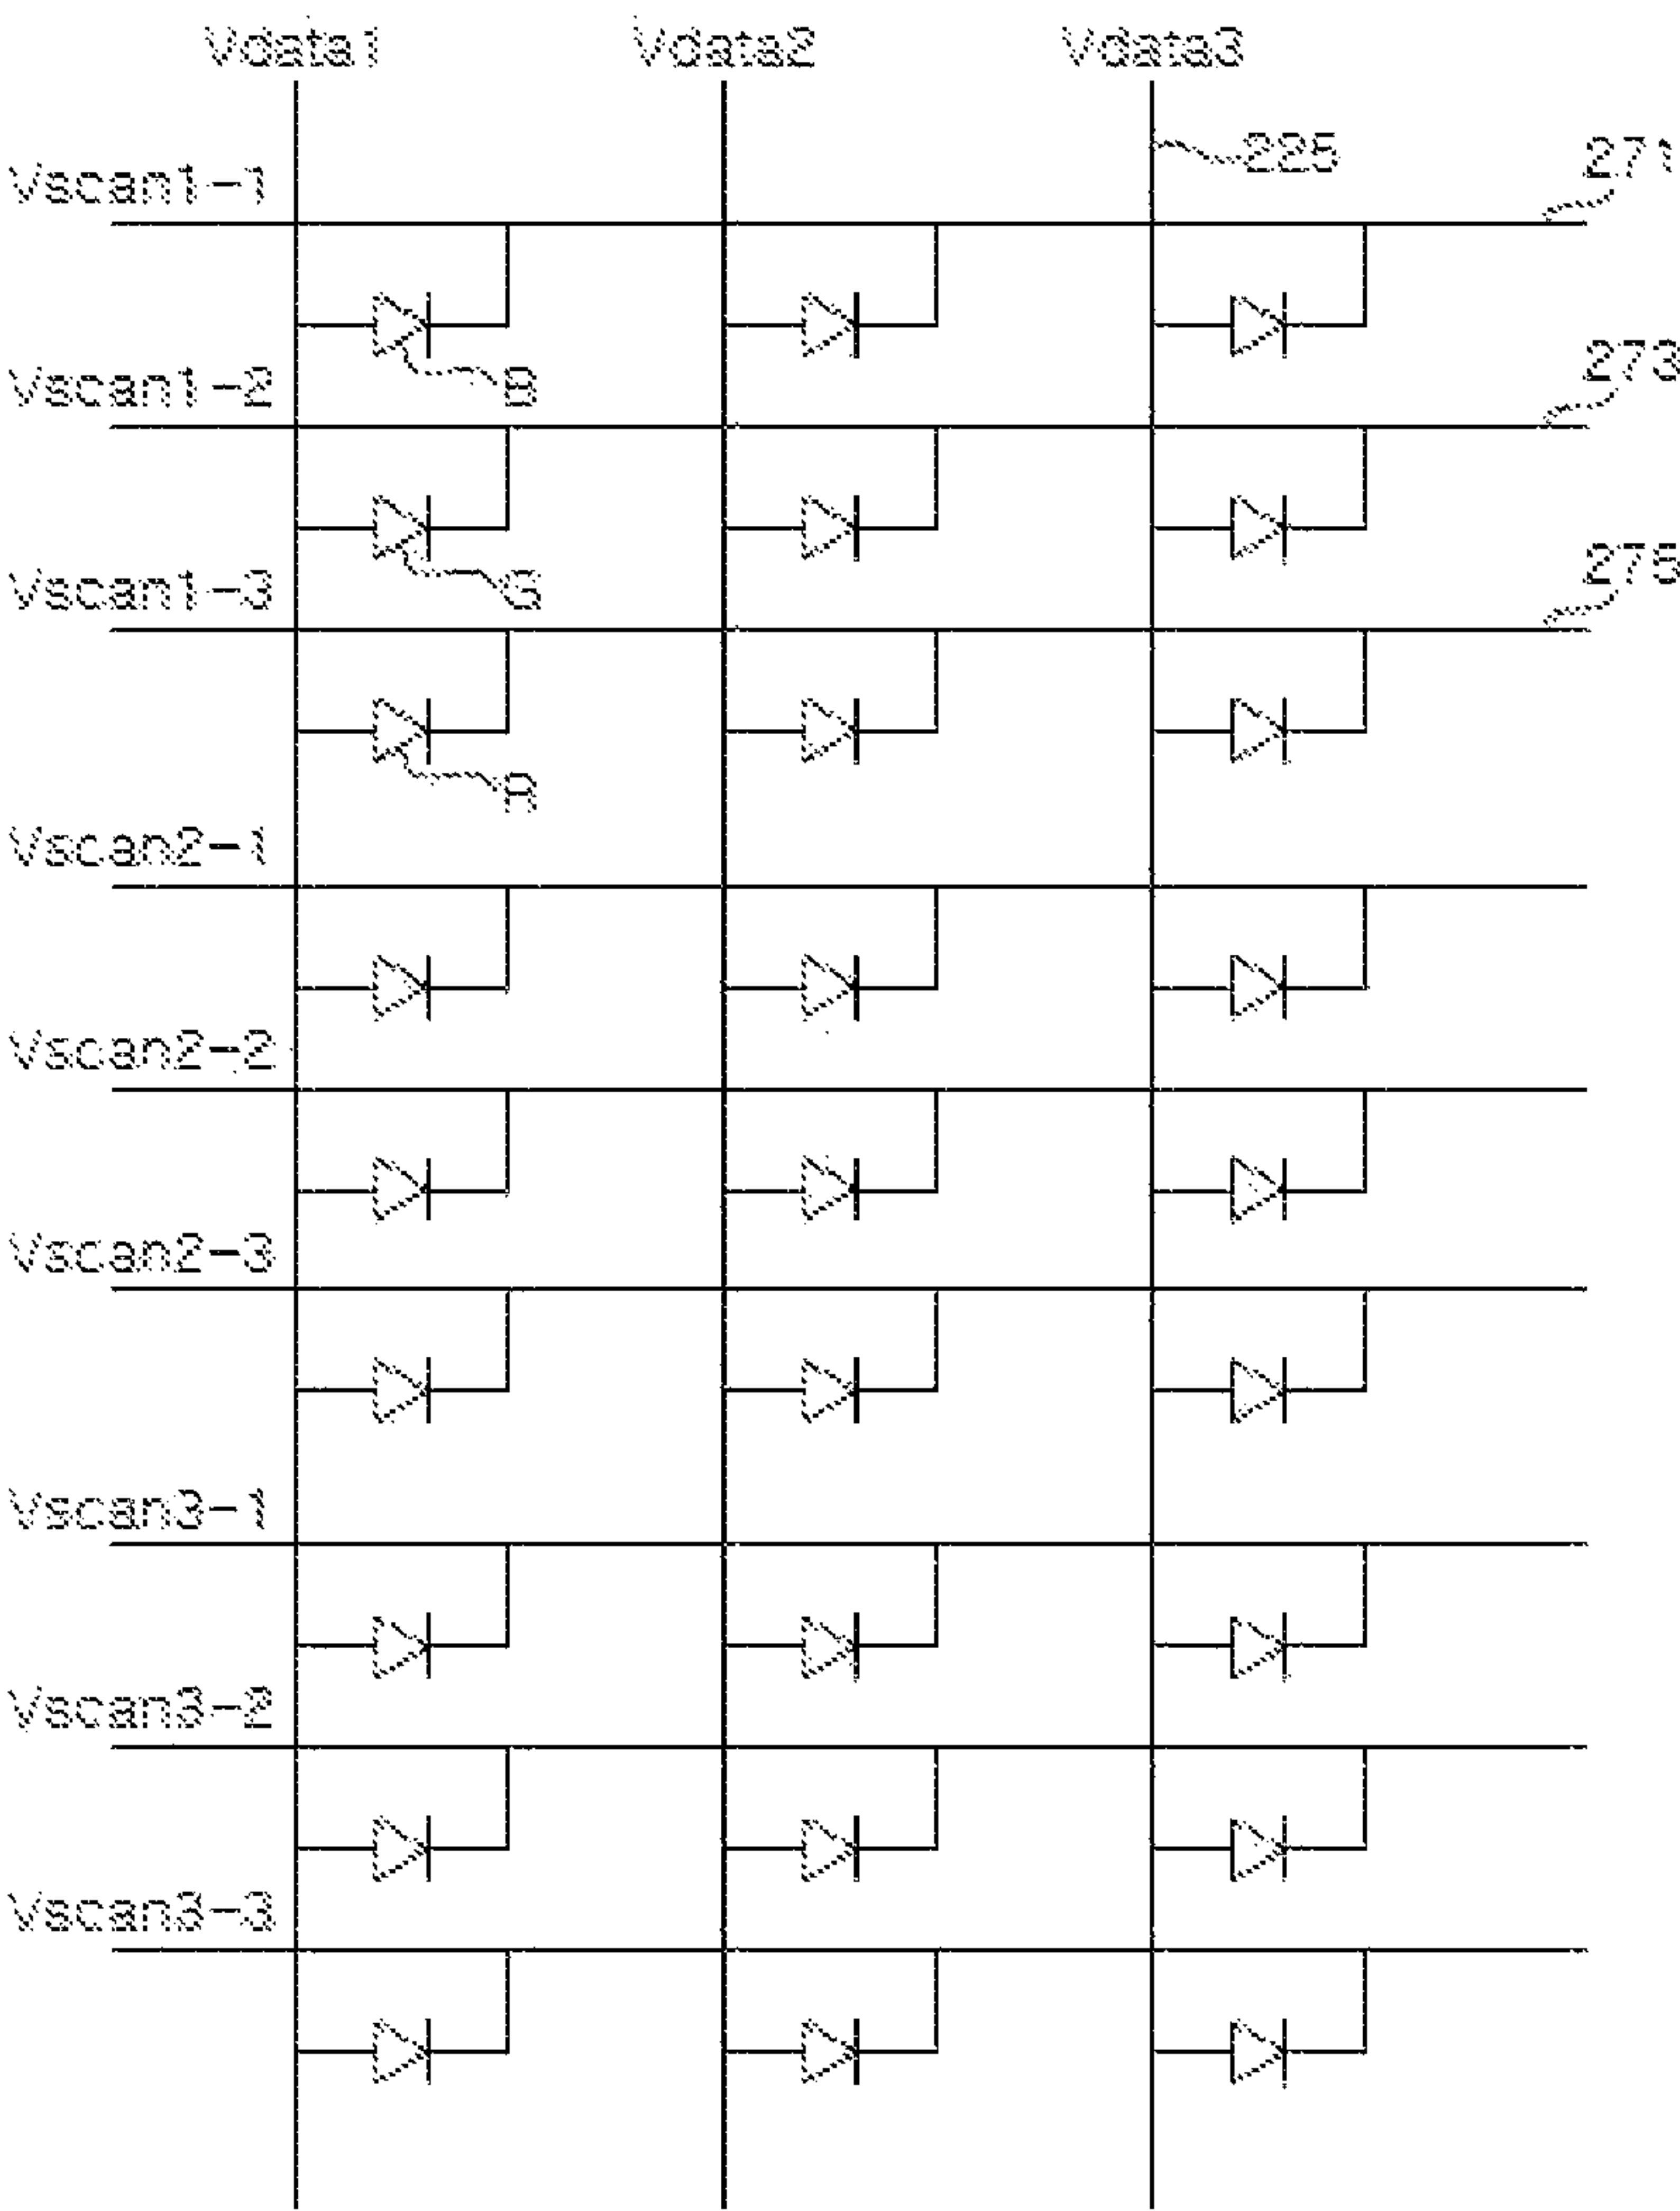 Vdata1 Vdata2 Vdata3
225
271
Vscan1-1
273
Vscan1-2
B
275
Vscan1-3
G
R
Vscan2-1
Vscan2-2
Vscan2-3
Vscan3-1
Vscan3-2
Vscan3-3